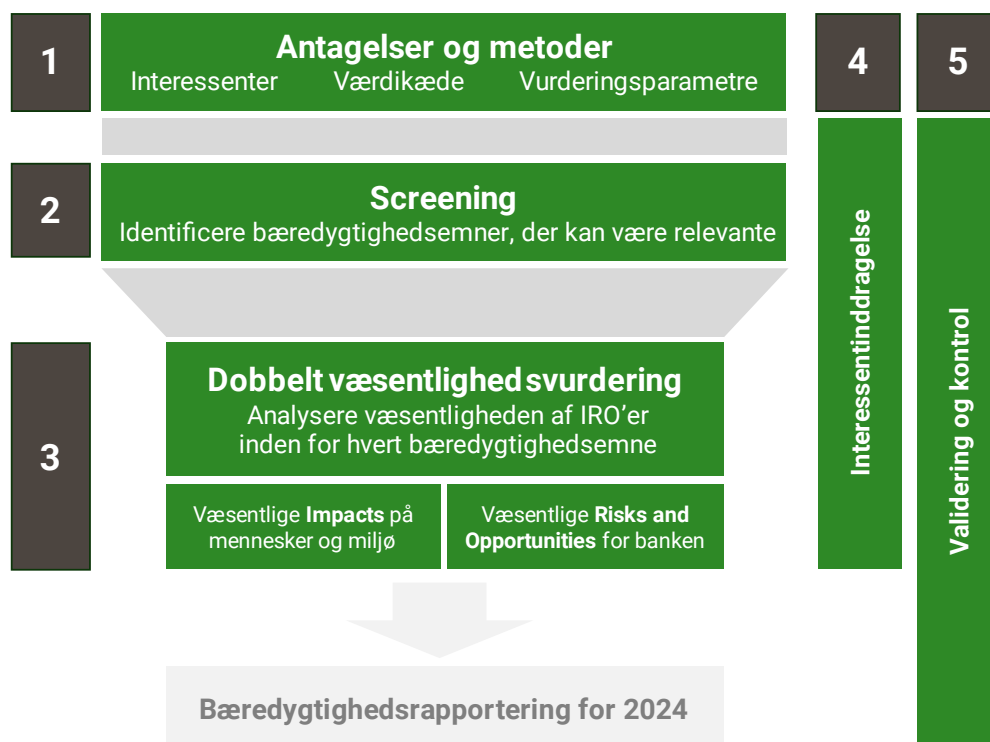 1
Antagelser og metoder
Interessenter Værdikæde Vurderingsparametre
2
Screening
Identificere bæredygtighedsemner, der kan være relevante
3
Dobbelt væsentlighedsvurdering
Analysere væsentligheden af IRO’er
inden for hvert bæredygtighedsemne
Væsentlige Impacts på
mennesker og miljø
Væsentlige Risks and
Opportunities for banken
Bæredygtighedsrapportering for 2024
4
Interessentinddragelse
5
Validering og kontrol